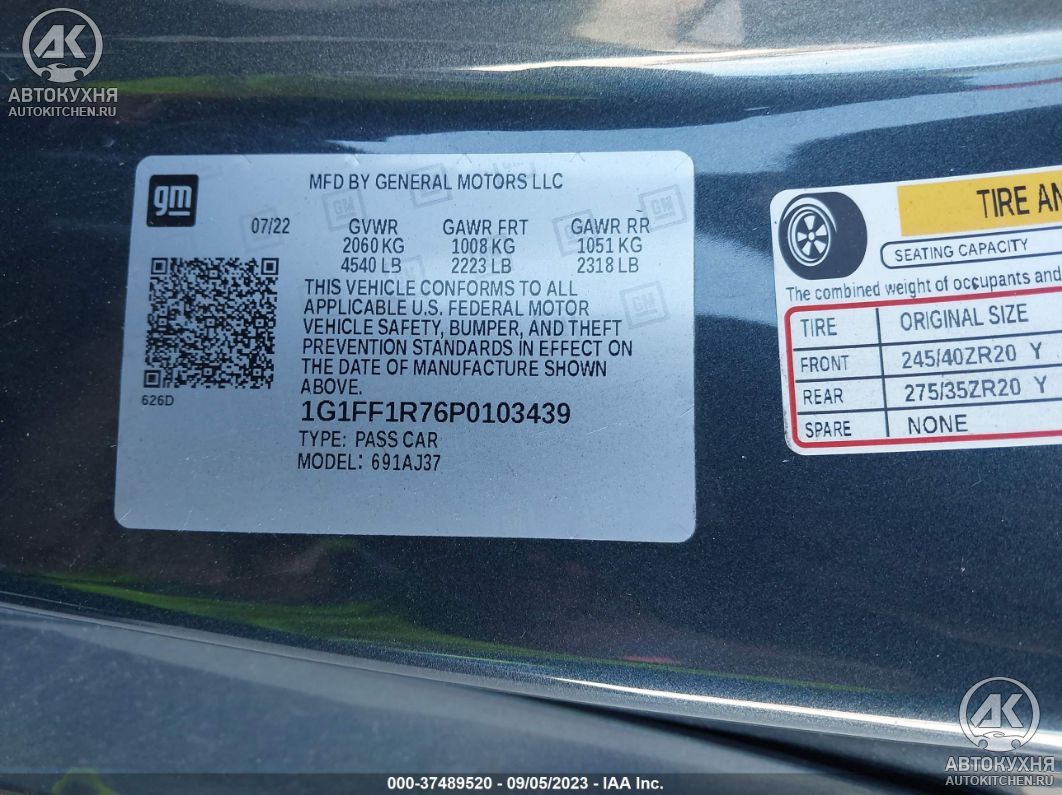 AK
АВТОКУХНЯ
AUTOKITCHEN.RU
gm
MFD BY GENERAL MOTORS LLC
07/22 GVWR GAWR FRT GAWR RR
2060 KG 1008 KG 1051 KG
4540 LB 2223 LB 2318 LB
THIS VEHICLE CONFORMS TO ALL
APPLICABLE U.S. FEDERAL MOTOR
VEHICLE SAFETY, BUMPER, AND THEFT
PREVENTION STANDARDS IN EFFECT ON
THE DATE OF MANUFACTURE SHOWN
ABOVE.
626D
1G1FF1R76P0103439
TYPE: PASS CAR
MODEL: 691AJ37
TIRE AN
SEATING CAPACITY
The combined weight of occupants and
TIRE ORIGINAL SIZE
FRONT 245/40ZR20 Y
REAR 275/35ZR20 Y
SPARE NONE
AK
АВТОКУХНЯ
AUTOKITCHEN.RU
000-37489520 - 09/05/2023 - IAA Inc.